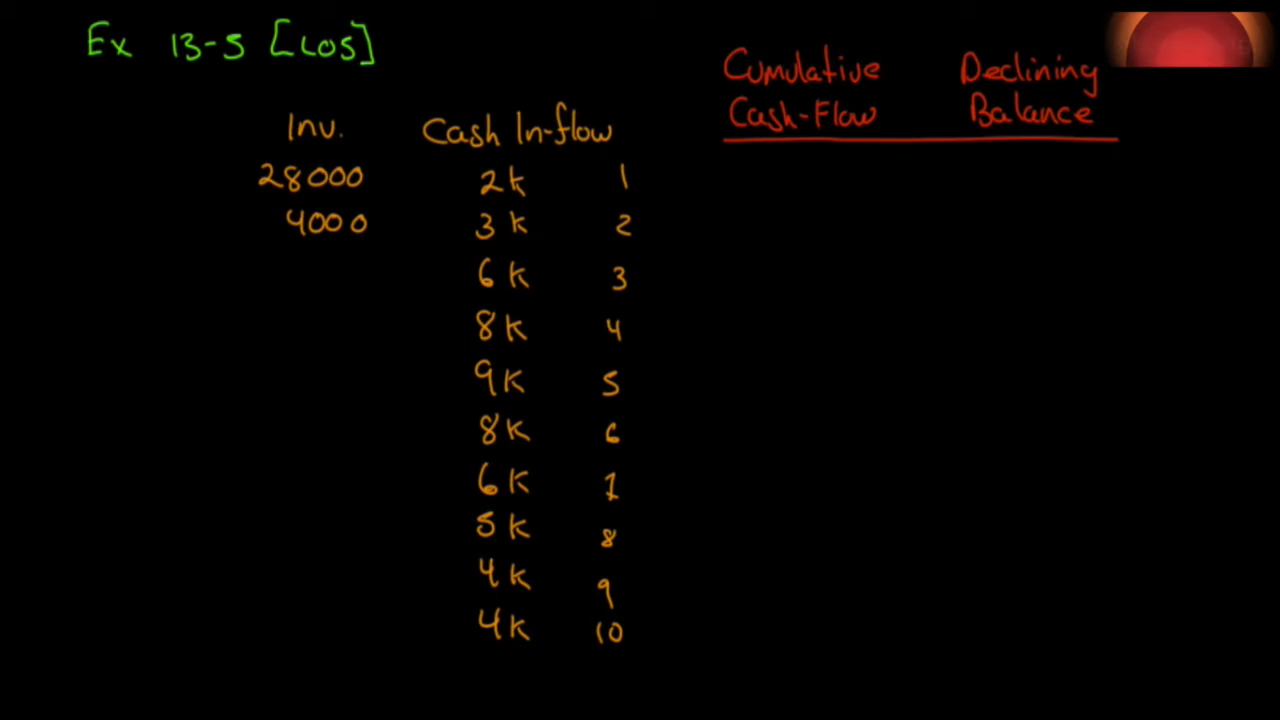 Ex 13-5 [LO5]
Cumulative Declining
Cash-Flow Balance
Inv. Cash In-flow
28000 2K 1
4000 3K 2
6K 3
8K 4
9K 5
8K 6
6K 7
5K 8
4K 9
4K 10